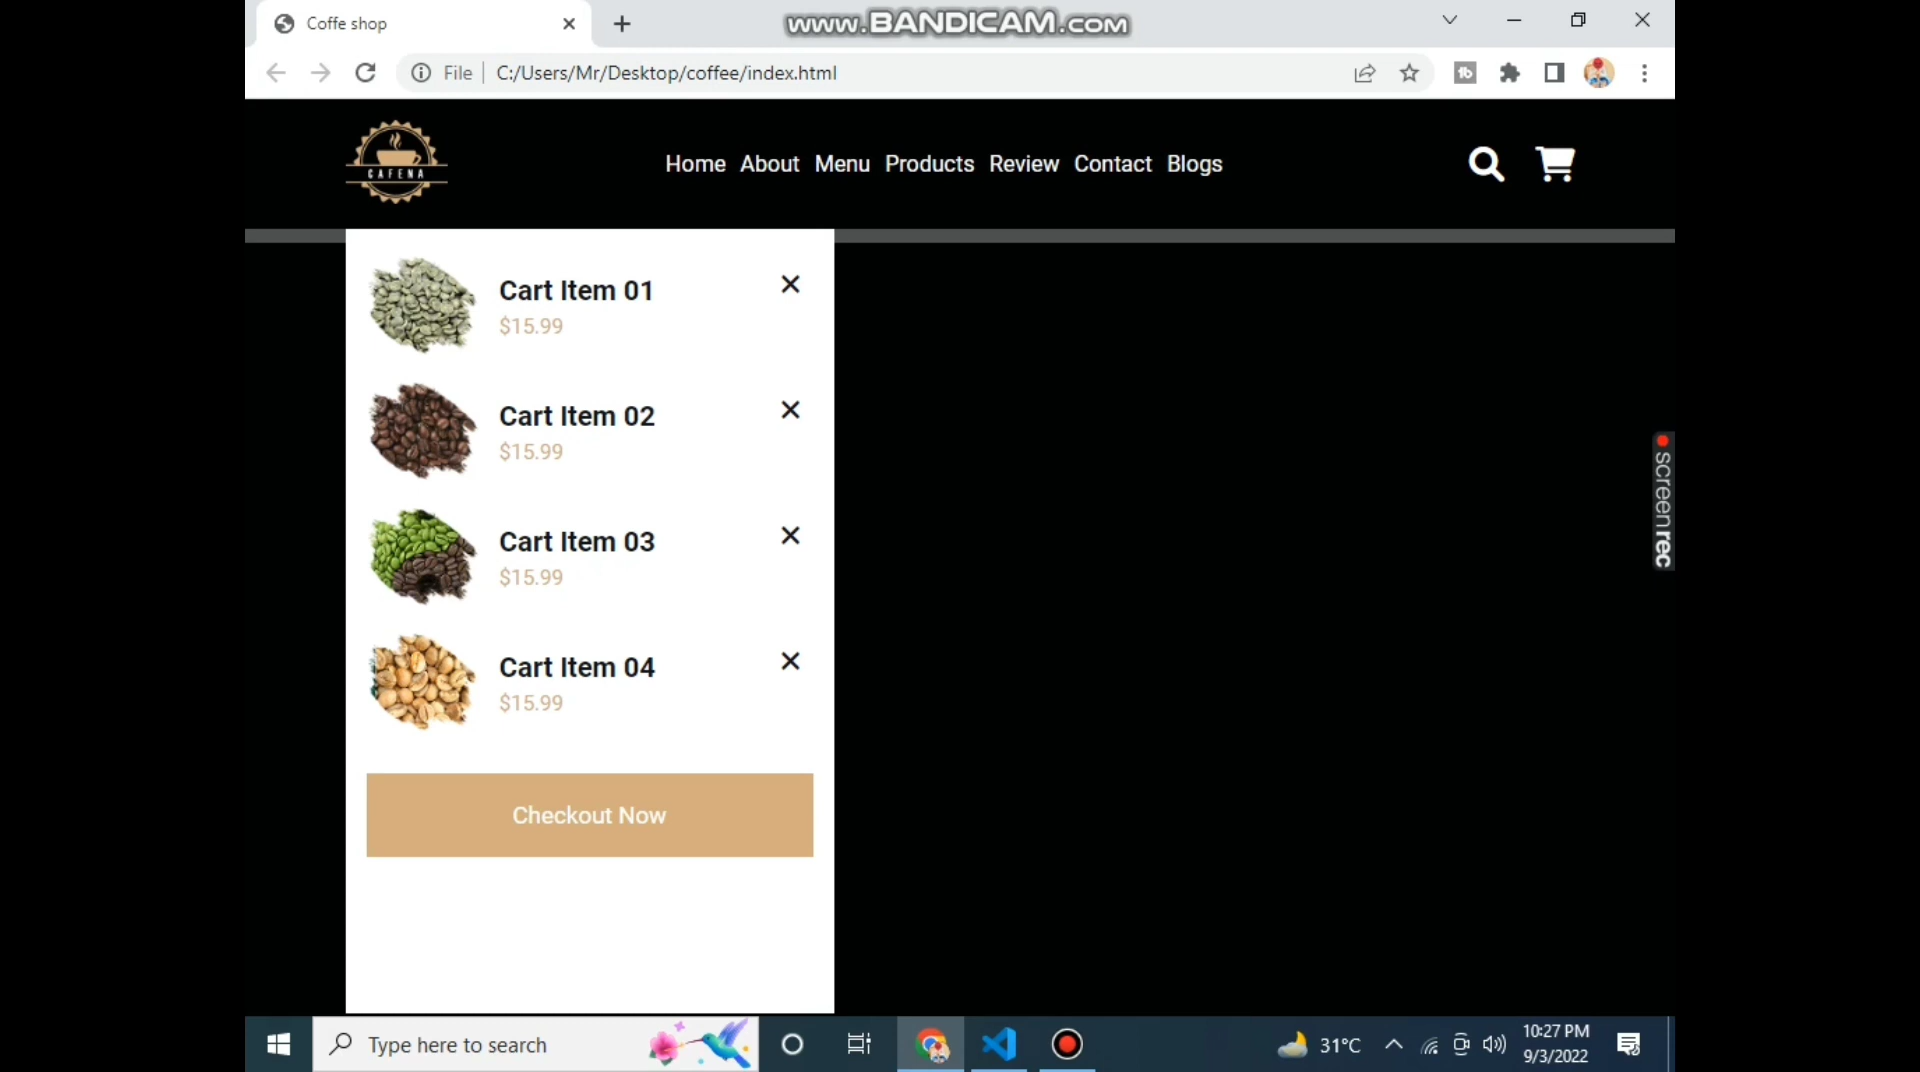 Coffe shop
www.BANDICAM.com
File
C:/Users/Mr/Desktop/coffee/index.html
CAFENA
Home About Menu Products Review Contact Blogs
Cart Item 01
$15.99
Cart Item 02
$15.99
Cart Item 03
$15.99
Cart Item 04
$15.99
Checkout Now
screenrec
Type here to search
31°C
10:27 PM
9/3/2022